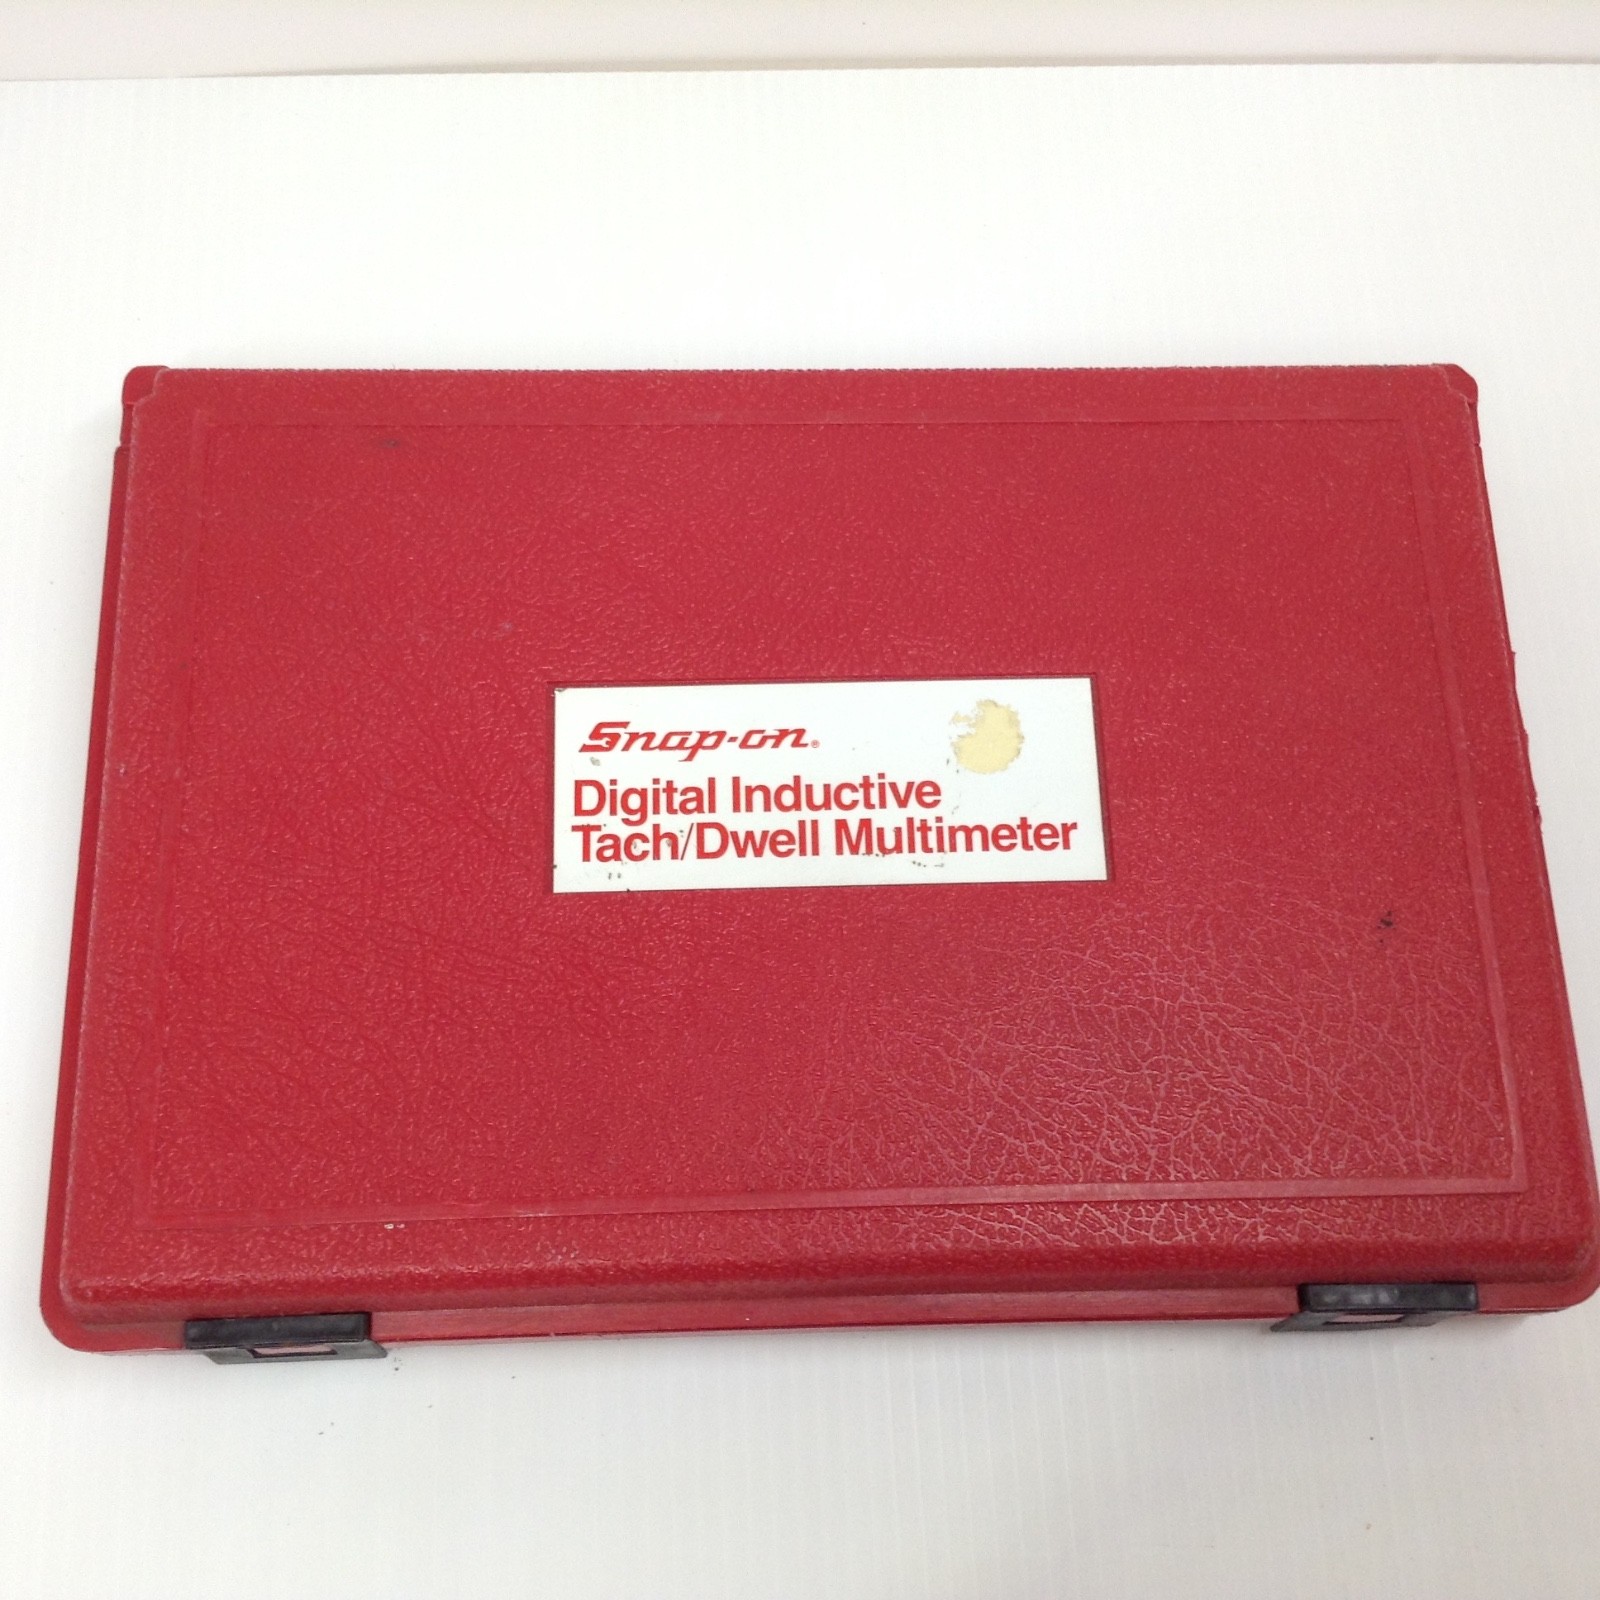 Snap-on®
Digital Inductive
Tach/Dwell Multimeter